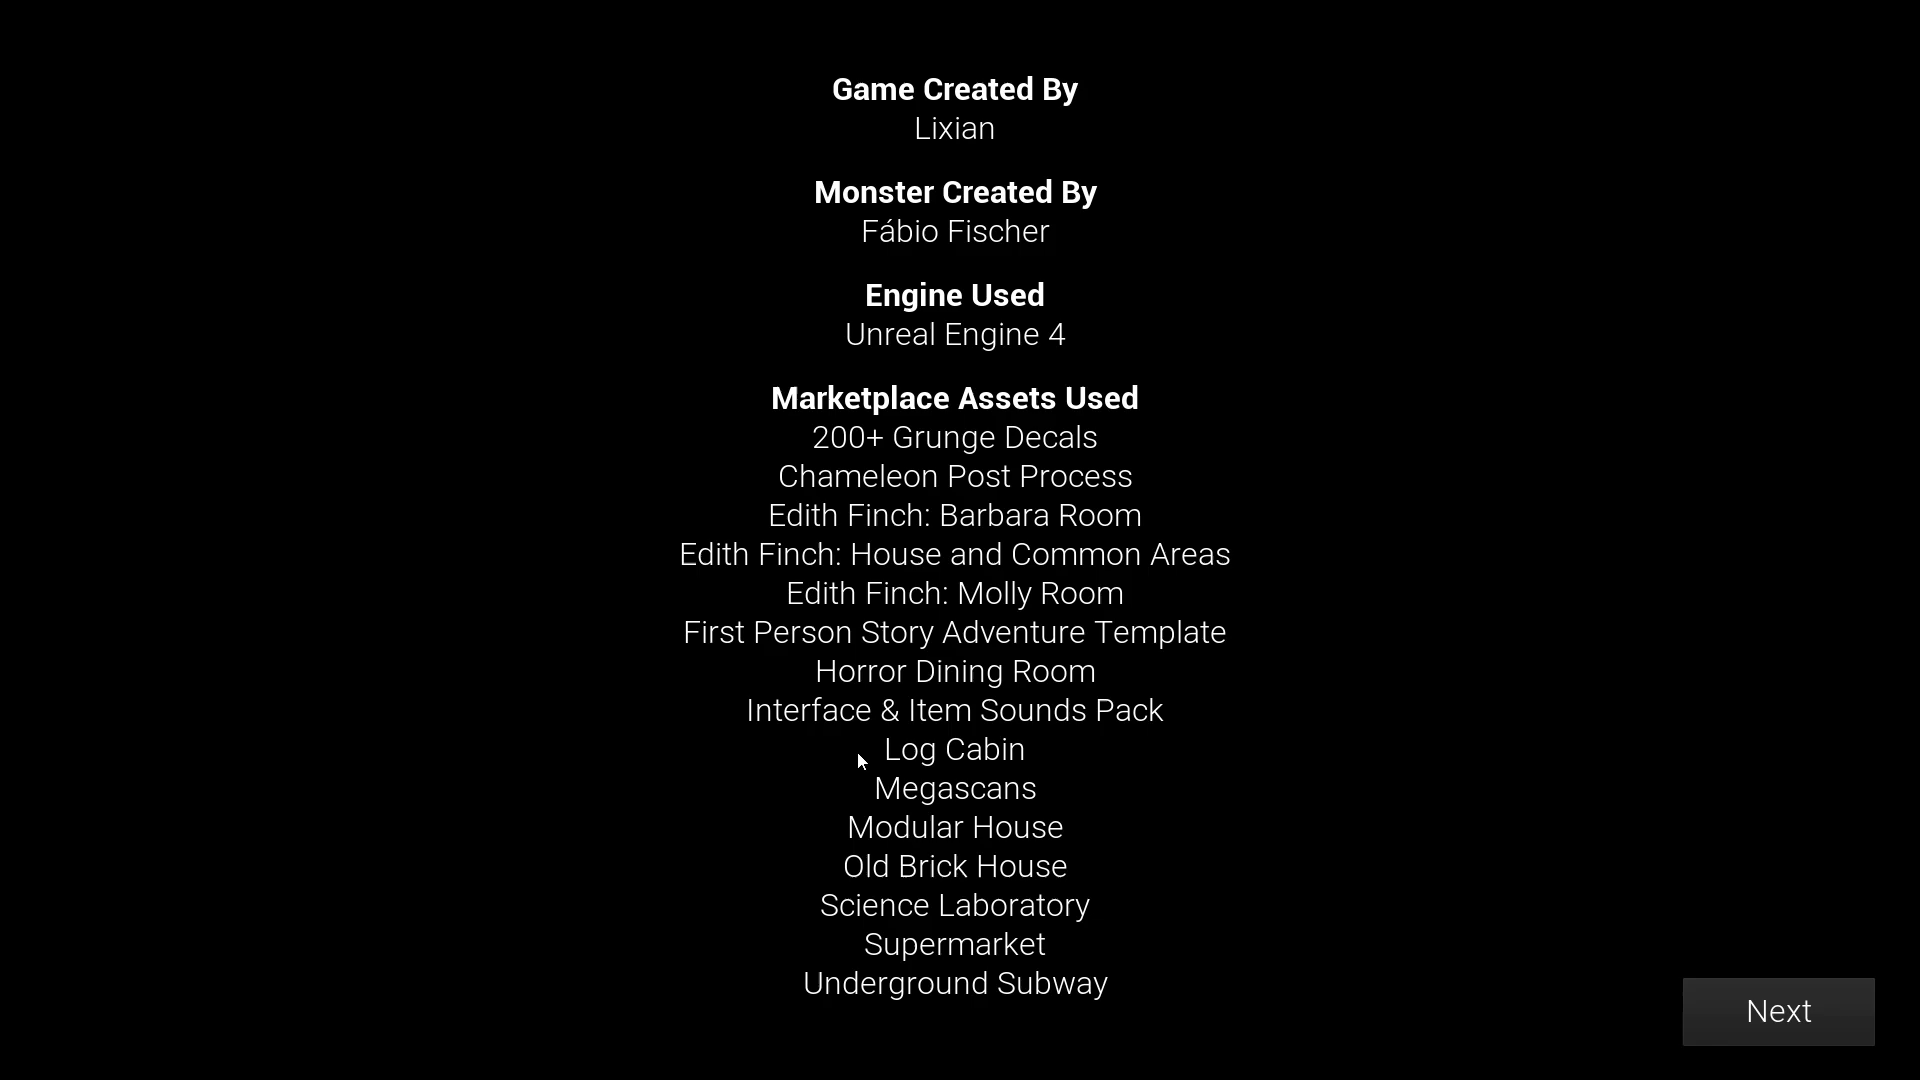 Game Created By
Lixian
Monster Created By
Fábio Fischer
Engine Used
Unreal Engine 4
Marketplace Assets Used
200+ Grunge Decals
Chameleon Post Process
Edith Finch: Barbara Room
Edith Finch: House and Common Areas
Edith Finch: Molly Room
First Person Story Adventure Template
Horror Dining Room
Interface & Item Sounds Pack
Log Cabin
Megascans
Modular House
Old Brick House
Science Laboratory
Supermarket
Underground Subway
Next